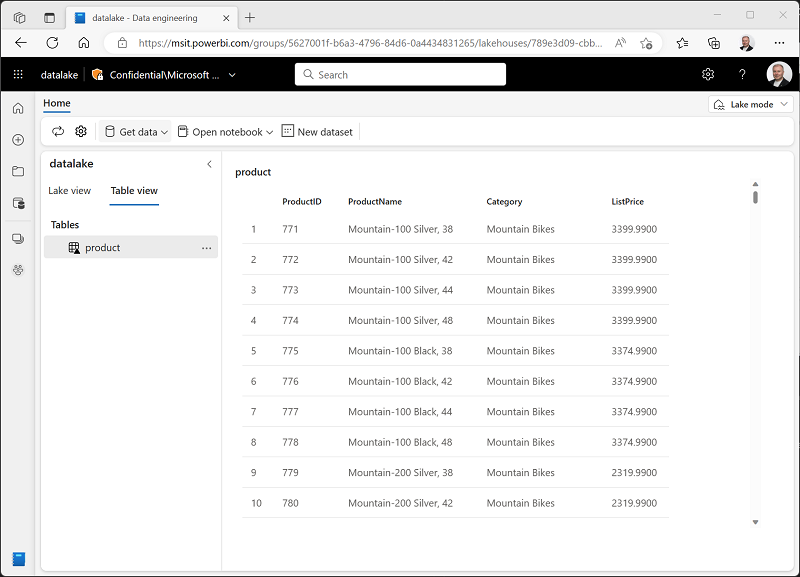 datalake - Data engineering
https://msit.powerbi.com/groups/5627001f-b6a3-4796-84d6-0a4434831265/lakehouses/789e3d09-cbb...
datalake Confidential\Microsoft ... Search
Home Lake mode
Get data Open notebook New dataset
datalake
Lake view Table view
Tables
product ...
product
ProductID ProductName Category ListPrice
1 771 Mountain-100 Silver, 38 Mountain Bikes 3399.9900
2 772 Mountain-100 Silver, 42 Mountain Bikes 3399.9900
3 773 Mountain-100 Silver, 44 Mountain Bikes 3399.9900
4 774 Mountain-100 Silver, 48 Mountain Bikes 3399.9900
5 775 Mountain-100 Black, 38 Mountain Bikes 3374.9900
6 776 Mountain-100 Black, 42 Mountain Bikes 3374.9900
7 777 Mountain-100 Black, 44 Mountain Bikes 3374.9900
8 778 Mountain-100 Black, 48 Mountain Bikes 3374.9900
9 779 Mountain-200 Silver, 38 Mountain Bikes 2319.9900
10 780 Mountain-200 Silver, 42 Mountain Bikes 2319.9900